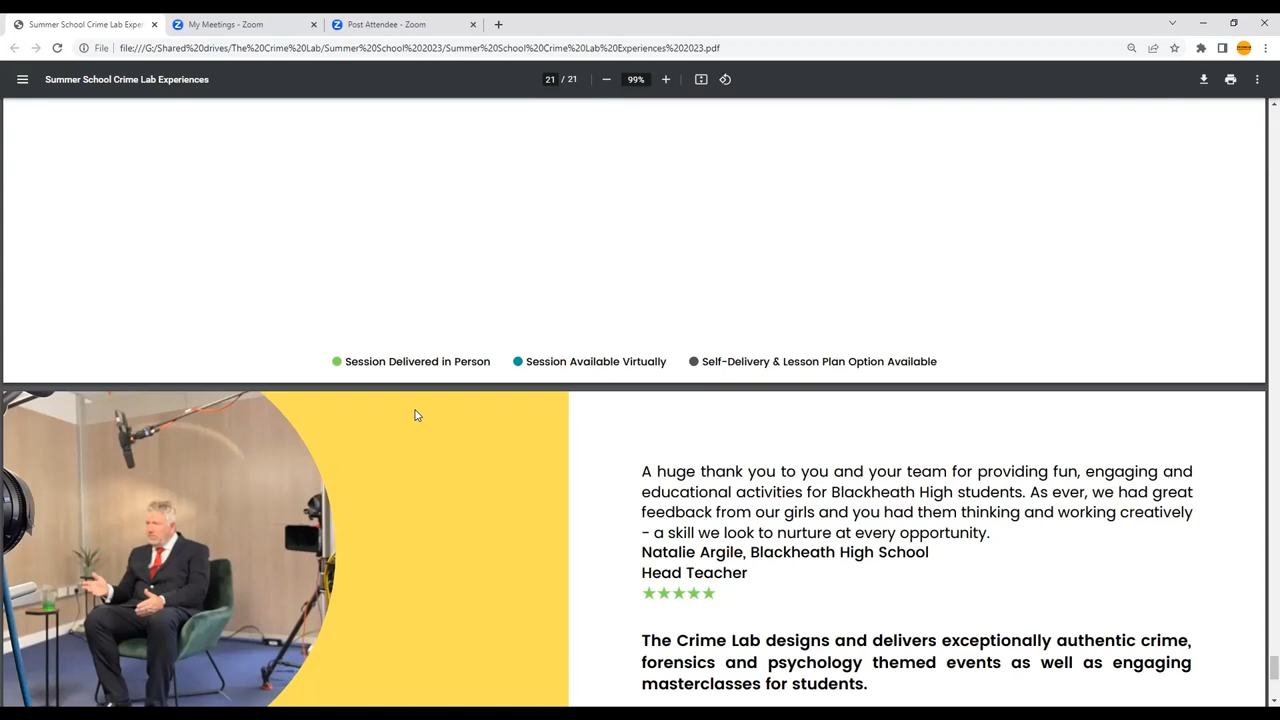 Summer School Crime Lab Exper
My Meetings - Zoom
Post Attendee - Zoom
File
file:///G:/Shared%20drives/The%20Crime%20Lab/Summer%20School%202023/Summer%20School%20Crime%20Lab%20Experiences%202023.pdf
Summer School Crime Lab Experiences
21 / 21
99%
Session Delivered in Person
Session Available Virtually
Self-Delivery & Lesson Plan Option Available
A huge thank you to you and your team for providing fun, engaging and
educational activities for Blackheath High students. As ever, we had great
feedback from our girls and you had them thinking and working creatively
- a skill we look to nurture at every opportunity.
Natalie Argile, Blackheath High School
Head Teacher
The Crime Lab designs and delivers exceptionally authentic crime,
forensics and psychology themed events as well as engaging
masterclasses for students.